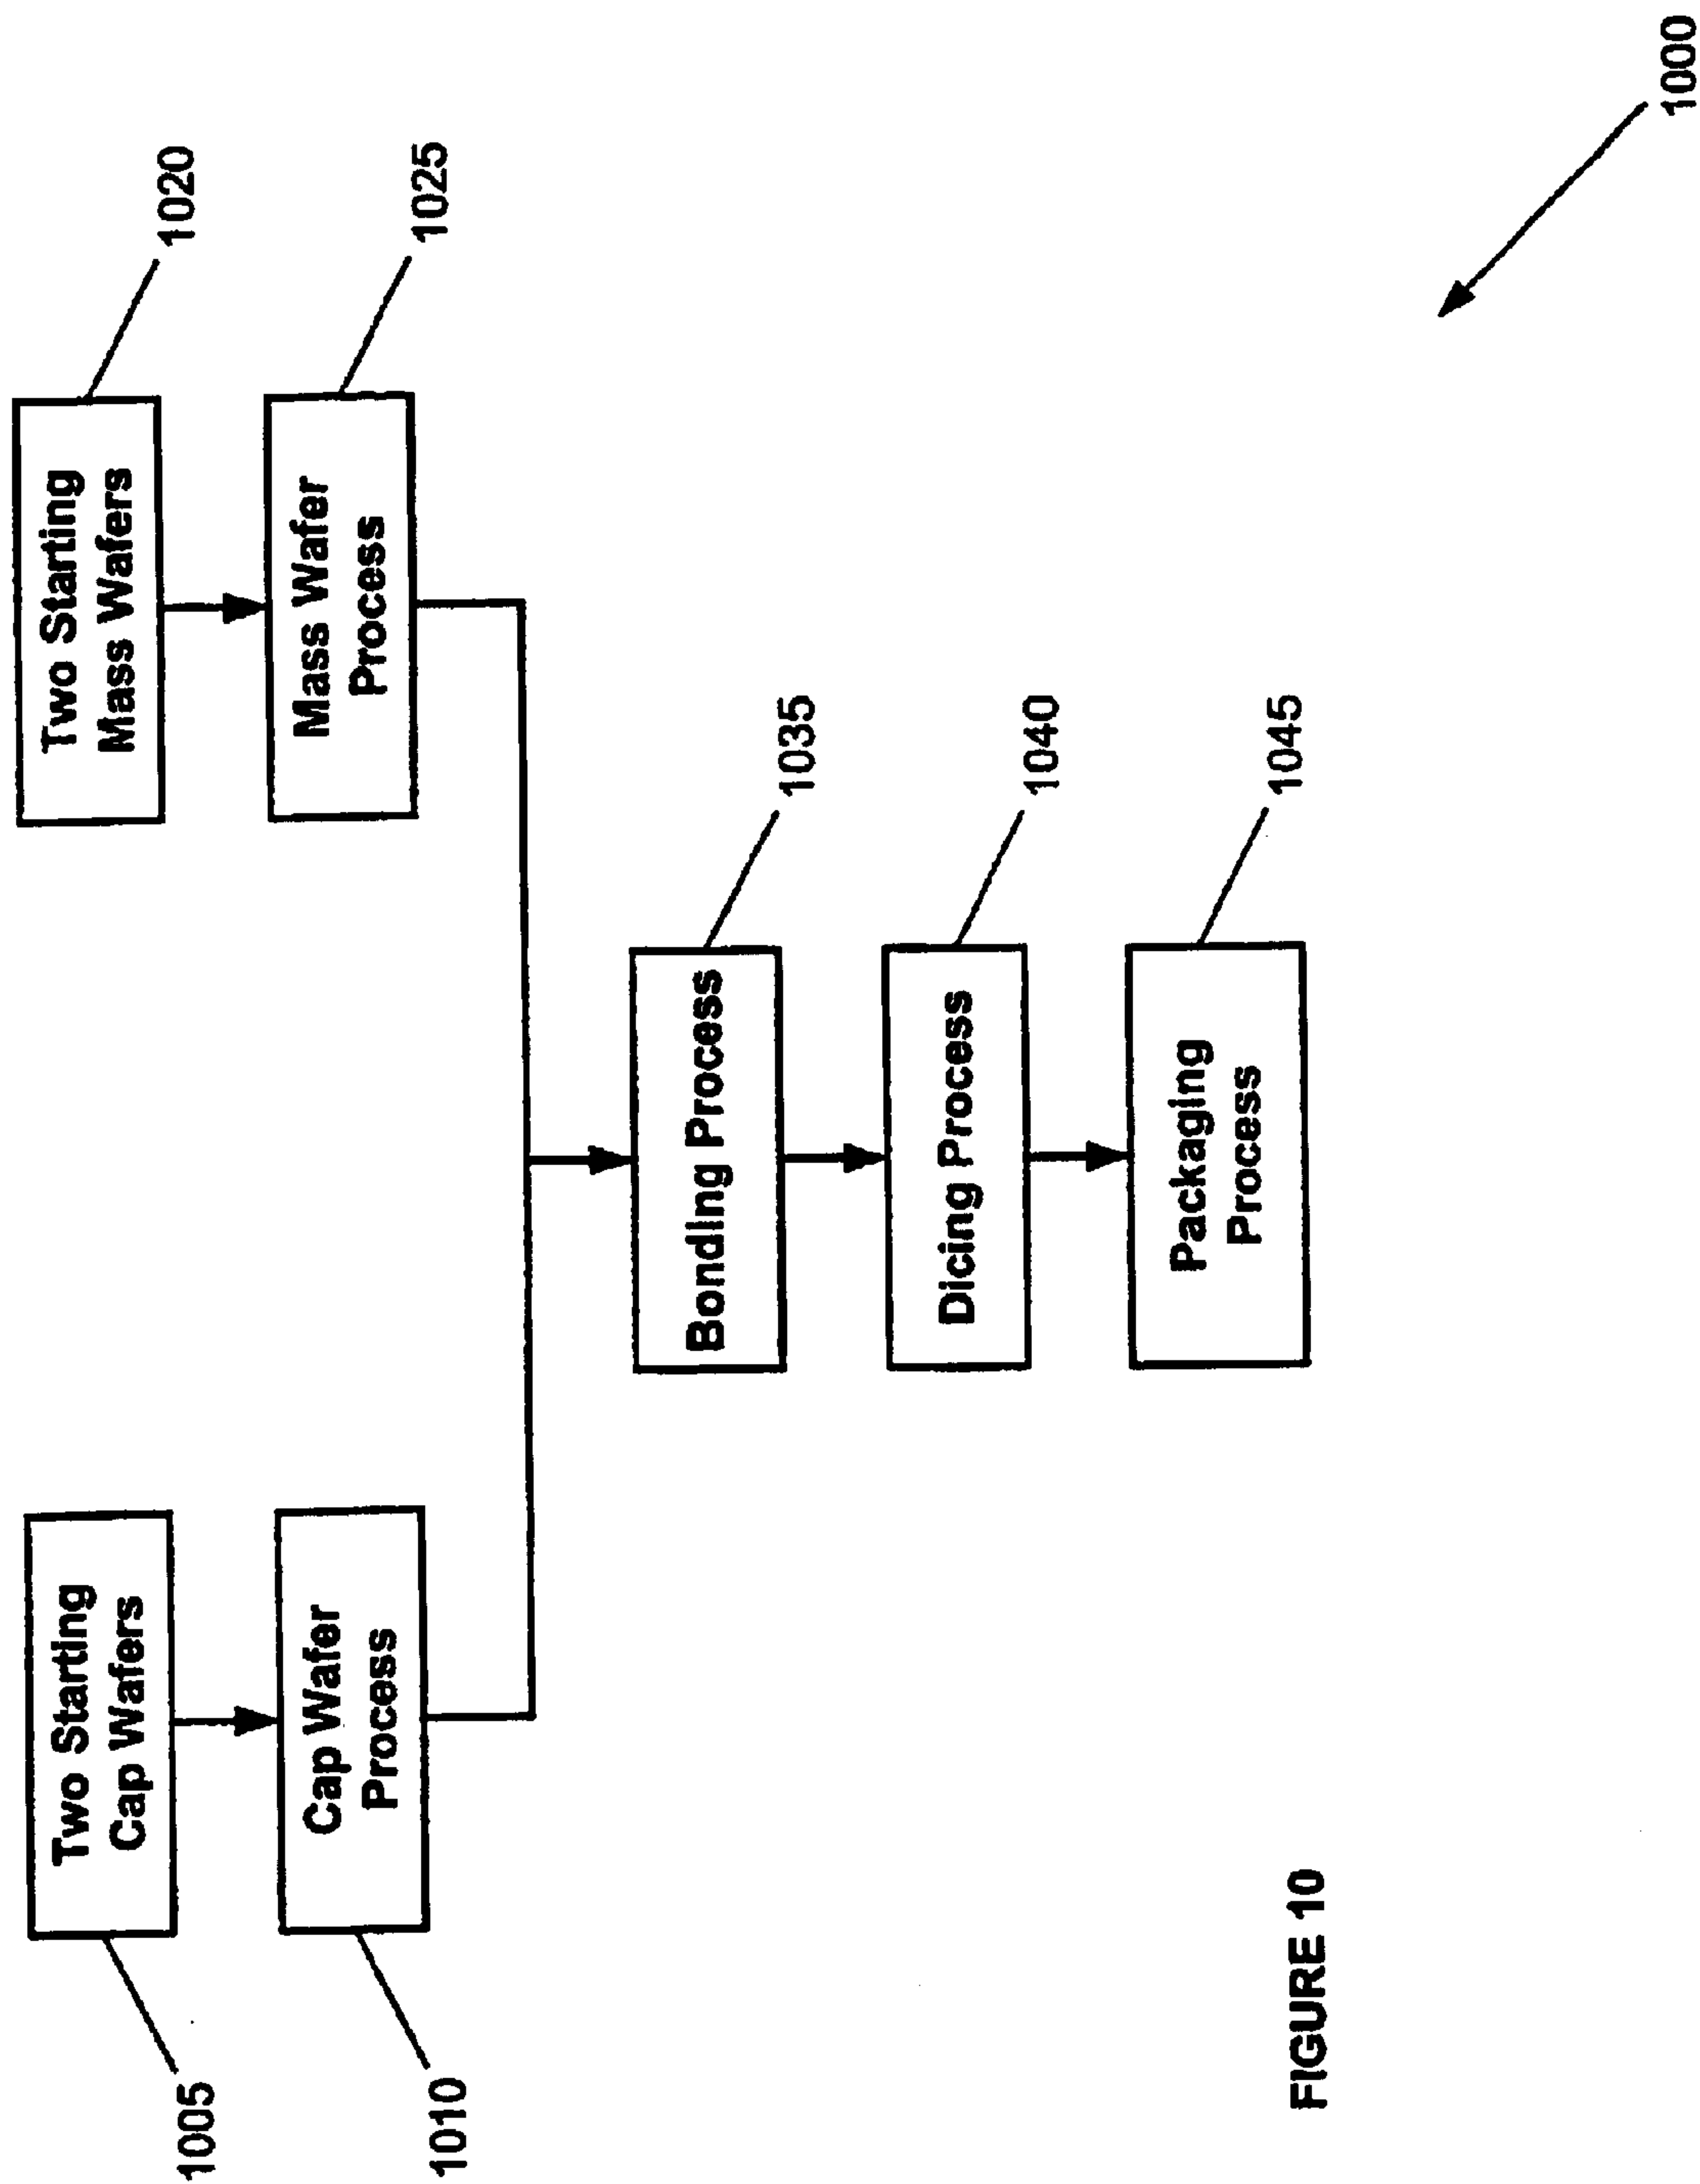 Two Starting
Cap Wafers
1005
Cap Wafer
Process
1010
Two Starting
Mass Wafers
1020
Mass Wafer
Process
1025
Bonding Process
1035
Dicing Process
1040
Packaging
Process
1045
FIGURE 10
1000